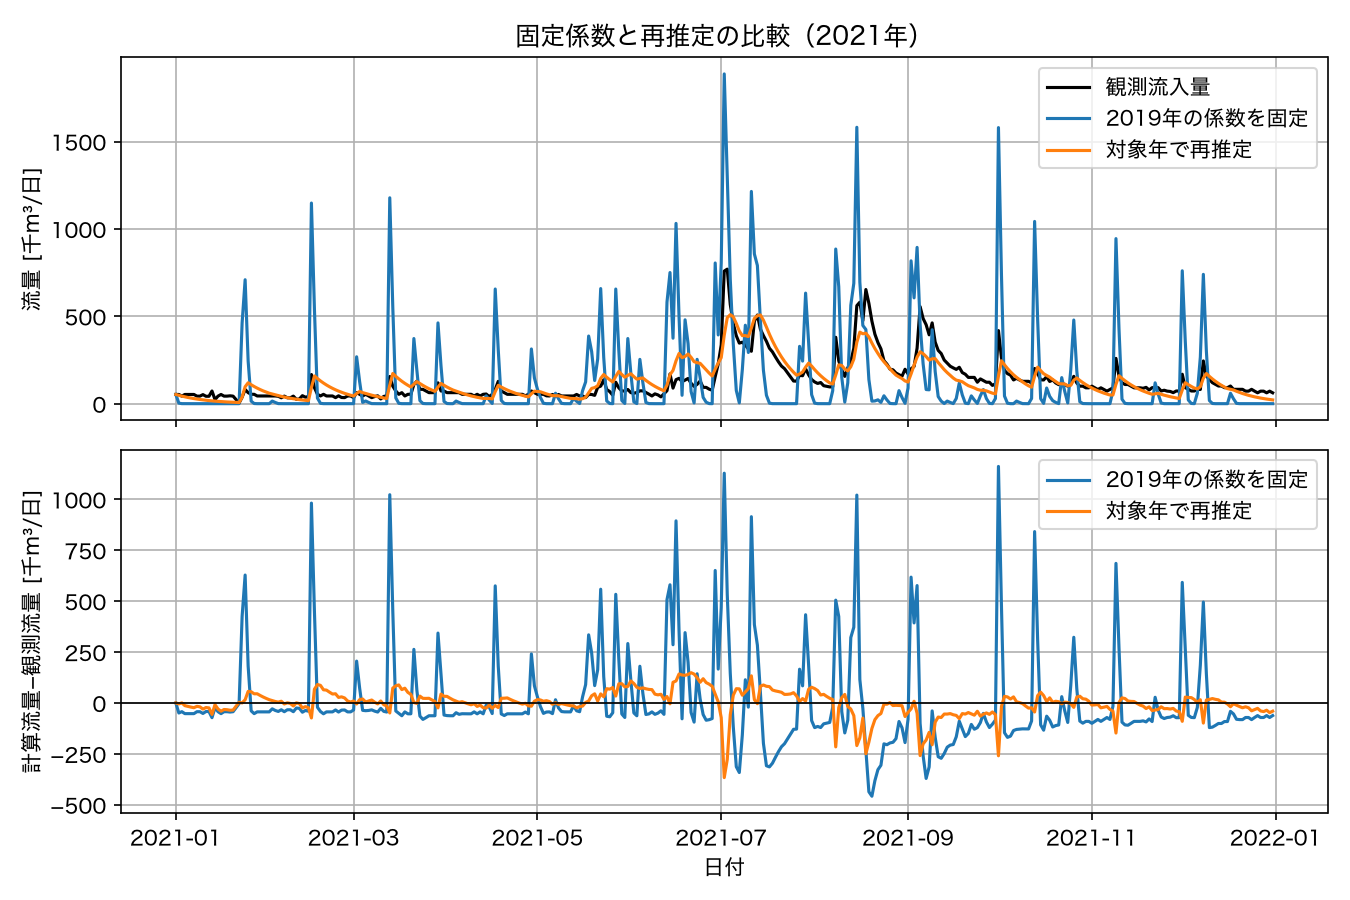 固定係数と再推定の比較（2021年）
観測流入量
2019年の係数を固定
対象年で再推定
流量 [千m³/日]
1500
1000
500
0
2019年の係数を固定
対象年で再推定
計算流量−観測流量 [千m³/日]
1000
750
500
250
0
−250
−500
2021-01
2021-03
2021-05
2021-07
2021-09
2021-11
2022-01
日付